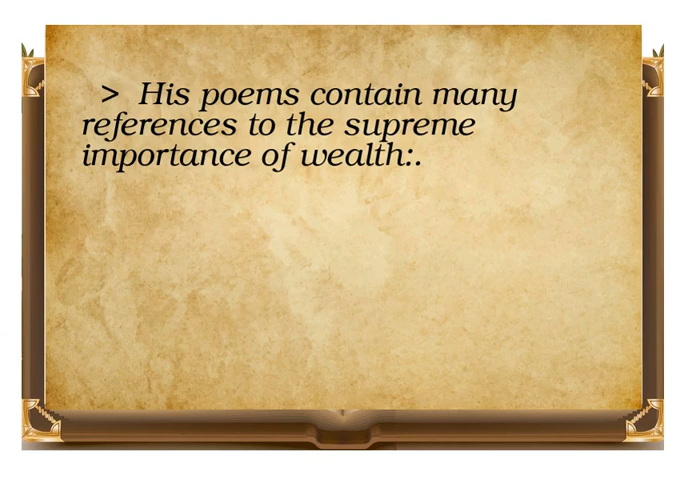 > His poems contain many
references to the supreme
importance of wealth:.